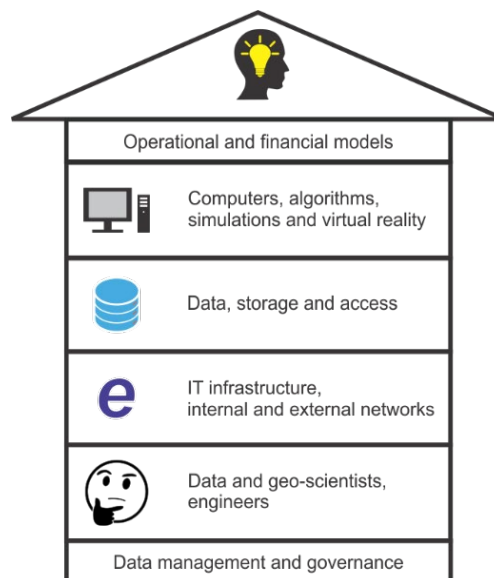 Operational and financial models
Computers, algorithms,
simulations and virtual reality
Data, storage and access
e
IT infrastructure,
internal and external networks
Data and geo-scientists,
engineers
Data management and governance